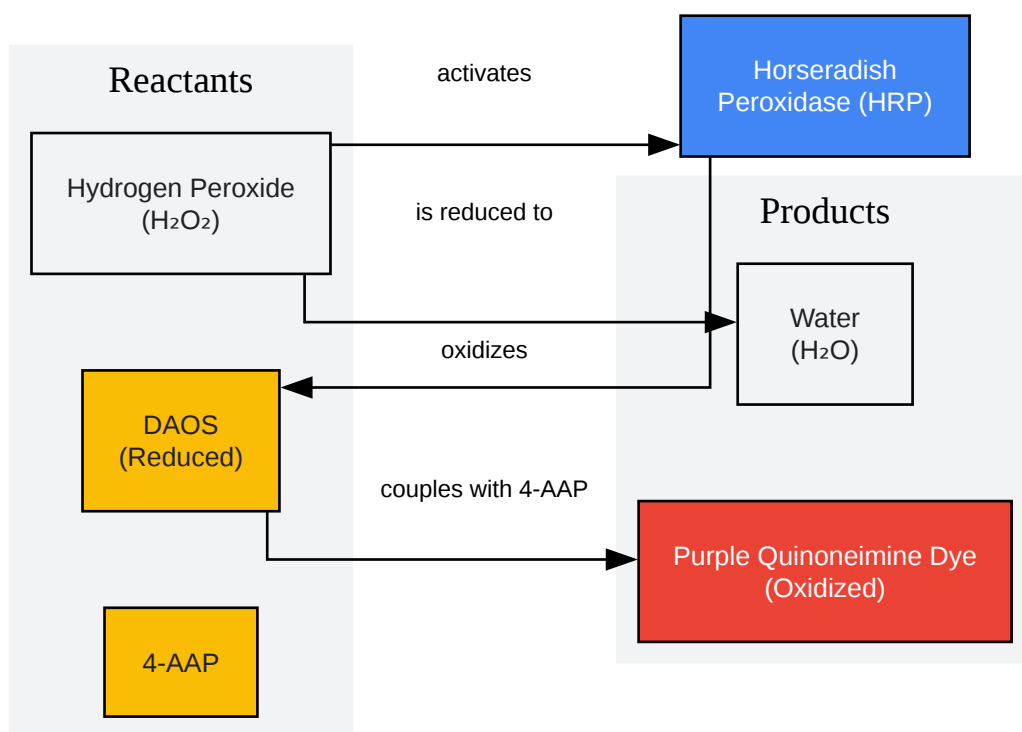 Reactants
activates
Horseradish
Peroxidase (HRP)
Hydrogen Peroxide
(H₂O₂)
is reduced to
Products
Water
(H₂O)
oxidizes
DAOS
(Reduced)
couples with 4-AAP
Purple Quinoneimine Dye
(Oxidized)
4-AAP